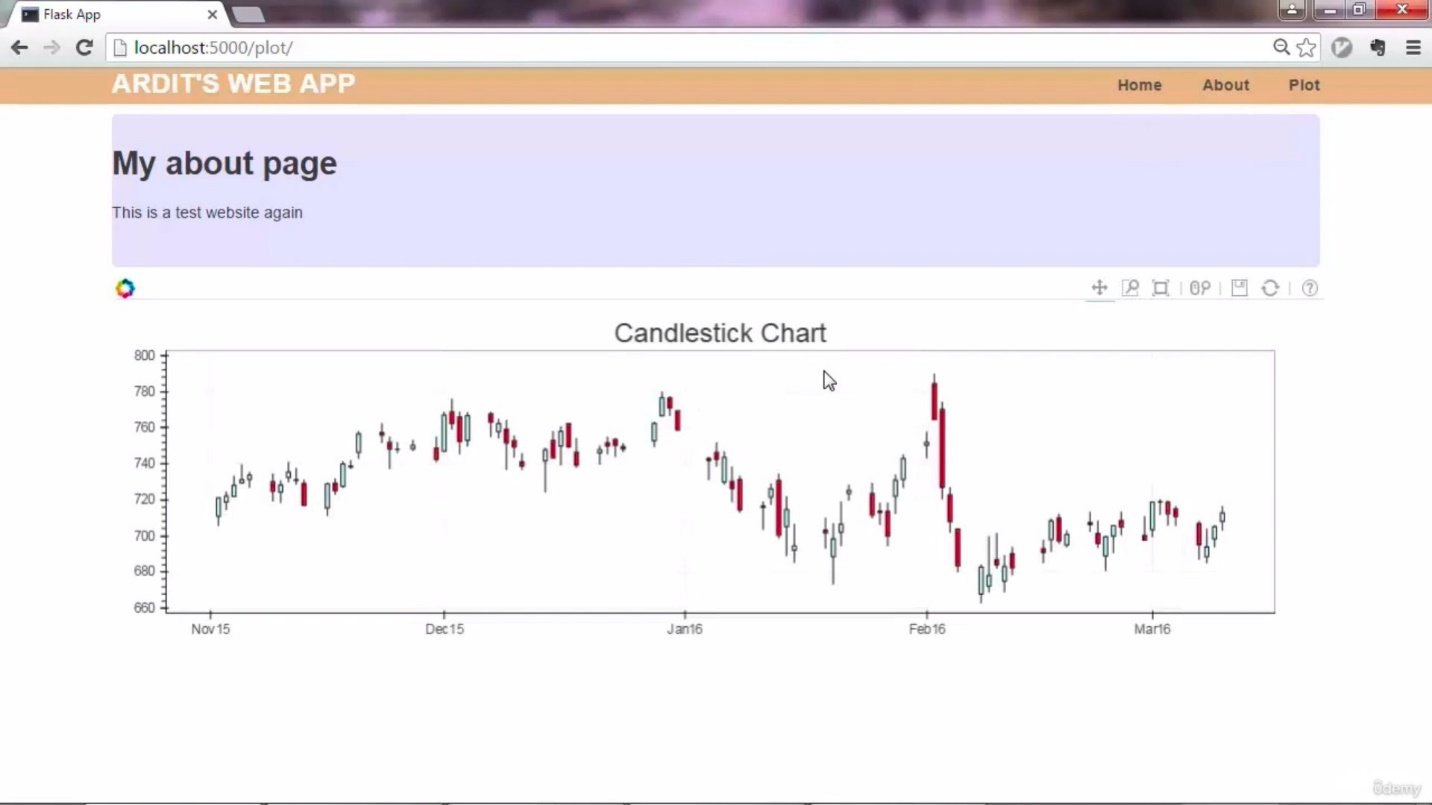 Flask App
localhost:5000/plot/
ARDIT'S WEB APP
Home About Plot
My about page
This is a test website again
Candlestick Chart
800
780
760
740
720
700
680
660
Nov15 Dec15 Jan16 Feb16 Mar16
ûdemy